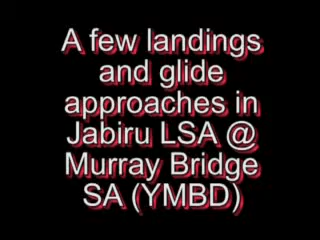 A few landings
and glide
approaches in
Jabiru LSA @
Murray Bridge
SA (YMBD)